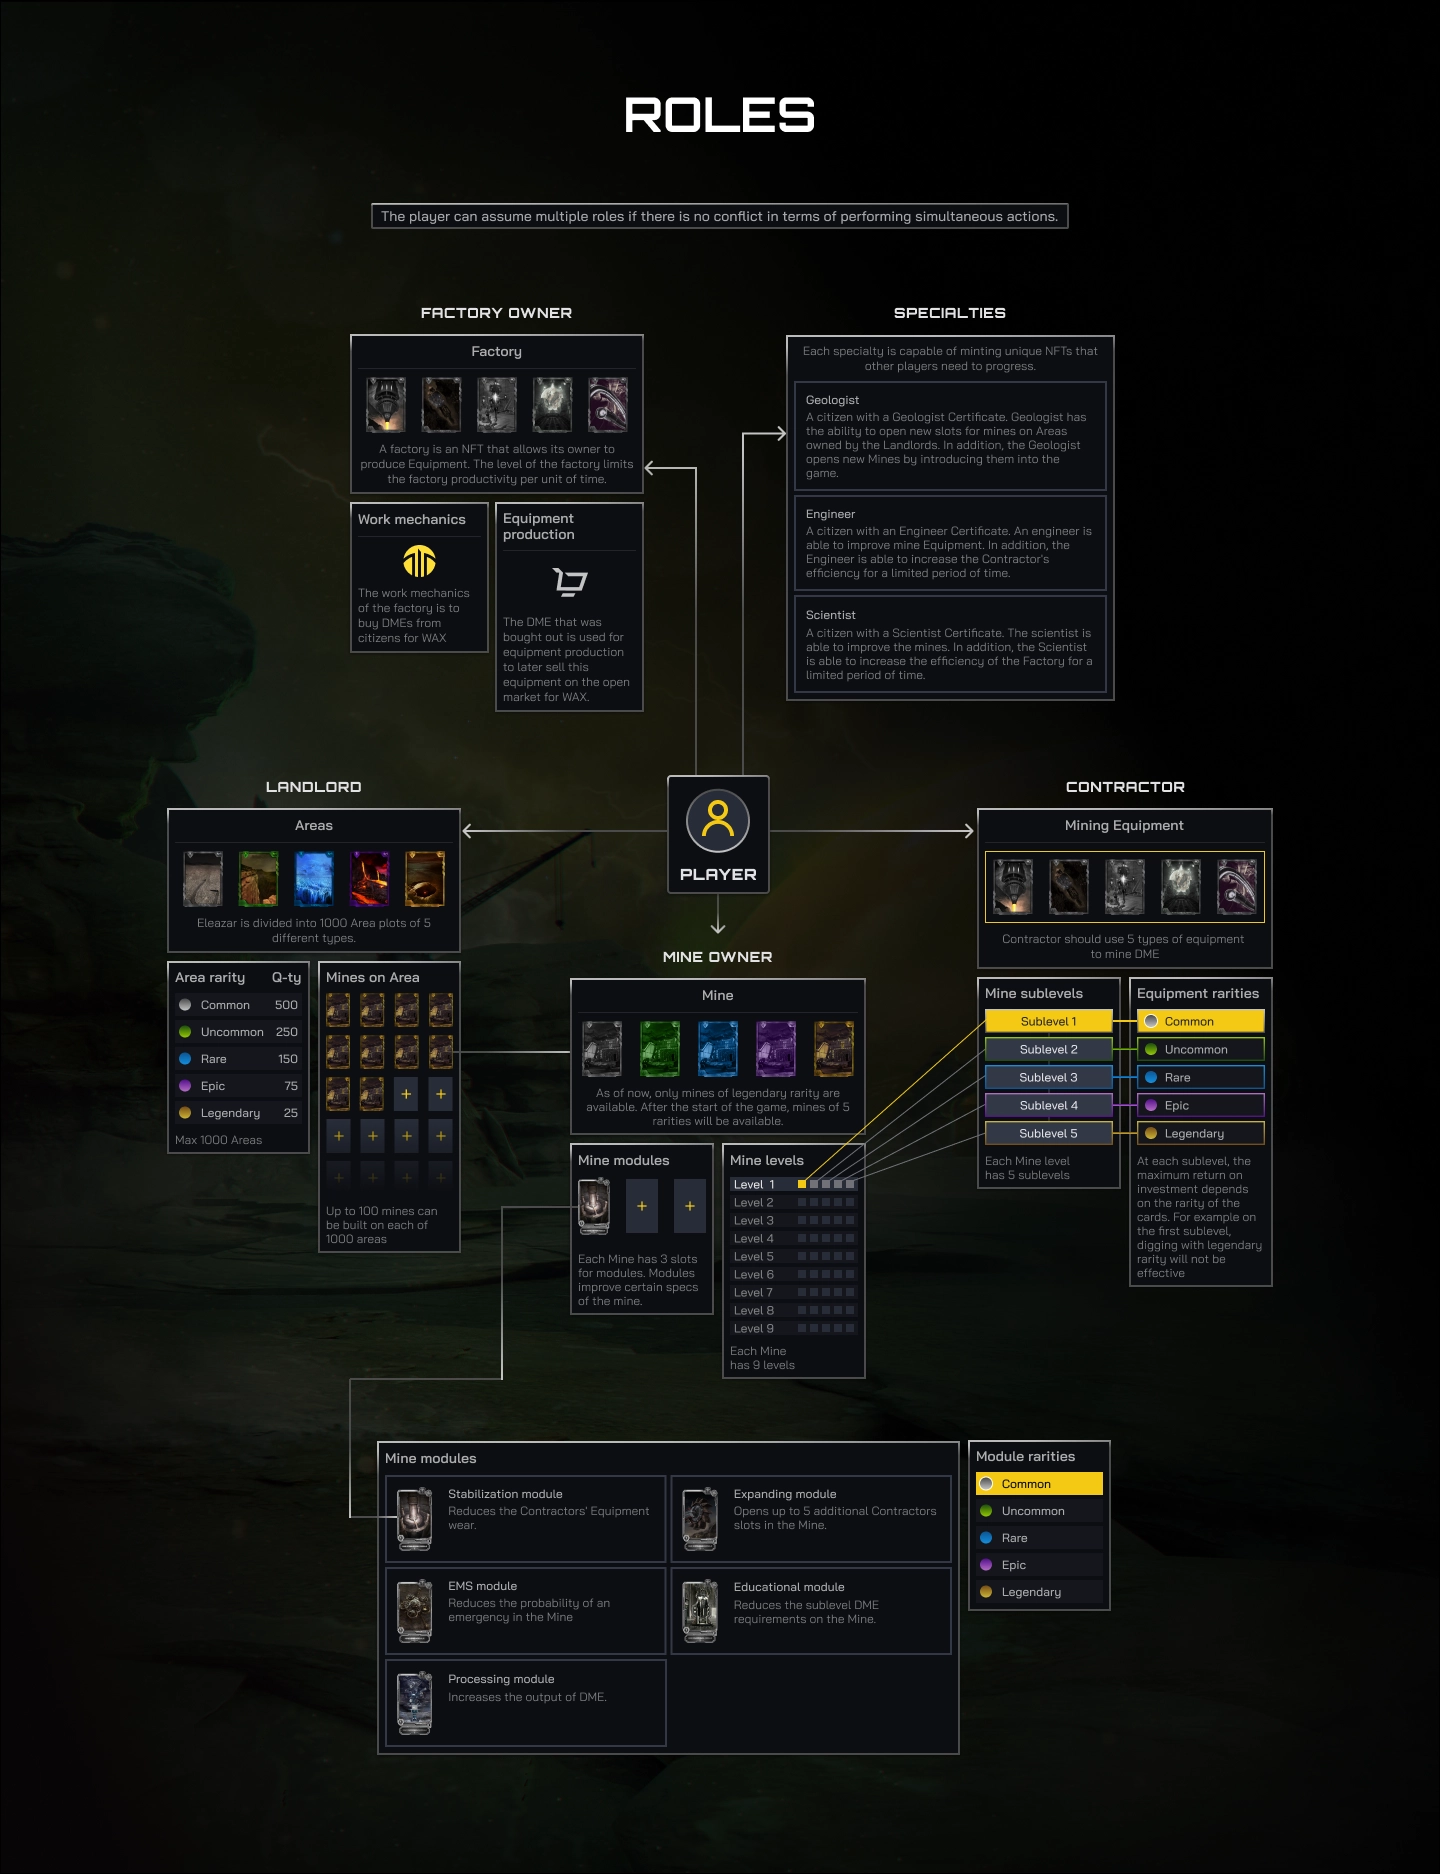 ROLES
The player can assume multiple roles if there is no conflict in terms of performing simultaneous actions.
FACTORY OWNER
Factory
A factory is an NFT that allows its owner to
produce Equipment. The level of the factory limits
the factory productivity per unit of time.
Work mechanics
The work mechanics
of the factory is to
buy DMEs from
citizens for WAX
Equipment
production
The DME that was
bought out is used for
equipment production
to later sell this
equipment on the open
market for WAX.
SPECIALTIES
Each specialty is capable of minting unique NFTs that
other players need to progress.
Geologist
A citizen with a Geologist Certificate. Geologist has
the ability to open new slots for mines on Areas
owned by the Landlords. In addition, the Geologist
opens new Mines by introducing them into the
game.
Engineer
A citizen with an Engineer Certificate. An engineer is
able to improve mine Equipment. In addition, the
Engineer is able to increase the Contractor's
efficiency for a limited period of time.
Scientist
A citizen with a Scientist Certificate. The scientist is
able to improve the mines. In addition, the Scientist
is able to increase the efficiency of the Factory for a
limited period of time.
PLAYER
LANDLORD
Areas
Eleazar is divided into 1000 Area plots of 5
different types.
Area rarity Q-ty
Common 500
Uncommon 250
Rare 150
Epic 75
Legendary 25
Max 1000 Areas
Mines on Area
+ +
+ + + +
+ + + +
Up to 100 mines can
be built on each of
1000 areas
MINE OWNER
Mine
As of now, only mines of legendary rarity are
available. After the start of the game, mines of 5
rarities will be available.
Mine modules
+ +
Each Mine has 3 slots
for modules. Modules
improve certain specs
of the mine.
Mine levels
Level 1
Level 2
Level 3
Level 4
Level 5
Level 6
Level 7
Level 8
Level 9
Each Mine
has 9 levels
CONTRACTOR
Mining Equipment
Contractor should use 5 types of equipment
to mine DME
Mine sublevels
Sublevel 1
Sublevel 2
Sublevel 3
Sublevel 4
Sublevel 5
Each Mine level
has 5 sublevels
Equipment rarities
Common
Uncommon
Rare
Epic
Legendary
At each sublevel, the
maximum return on
investment depends
on the rarity of the
cards. For example on
the first sublevel,
digging with legendary
rarity will not be
effective
Mine modules
Stabilization module
Reduces the Contractors' Equipment
wear.
Expanding module
Opens up to 5 additional Contractors
slots in the Mine.
EMS module
Reduces the probability of an
emergency in the Mine
Educational module
Reduces the sublevel DME
requirements on the Mine.
Processing module
Increases the output of DME.
Module rarities
Common
Uncommon
Rare
Epic
Legendary